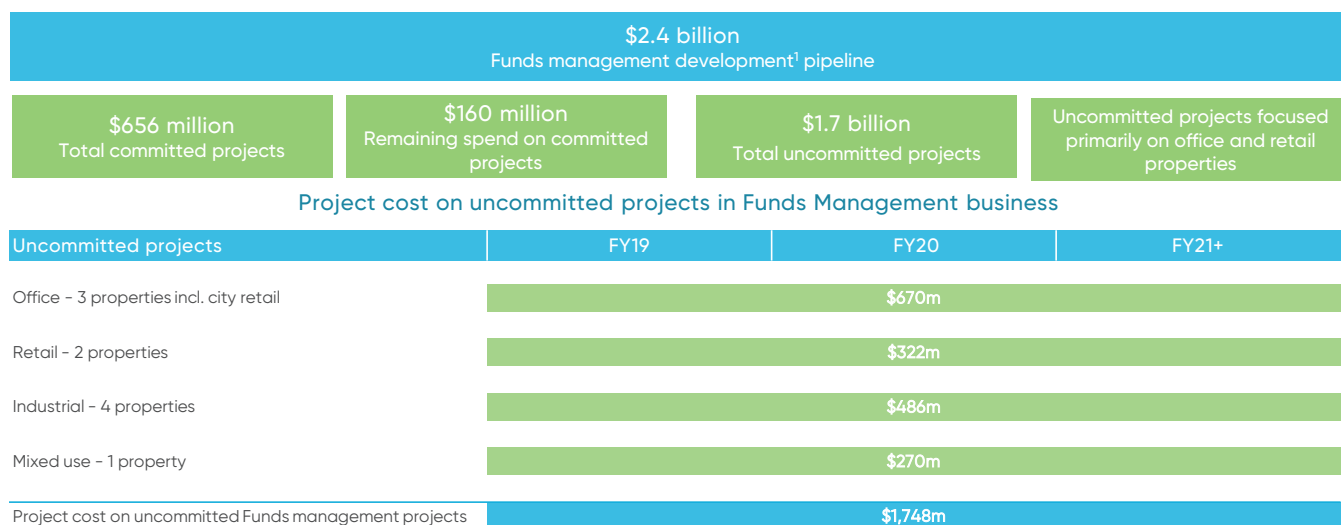 $2.4 billion
Funds management development¹ pipeline
$656 million
Total committed projects
$160 million
Remaining spend on committed
projects
$1.7 billion
Total uncommitted projects
Uncommitted projects focused
primarily on office and retail
properties
Project cost on uncommitted projects in Funds Management business
Uncommitted projects FY19 FY20 FY21+
Office - 3 properties incl. city retail $670m
Retail - 2 properties $322m
Industrial - 4 properties $486m
Mixed use - 1 property $270m
Project cost on uncommitted Funds management projects $1,748m